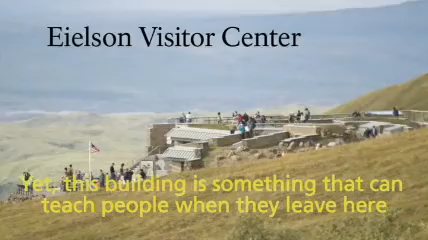 Eielson Visitor Center
Yet, this building is something that can
teach people when they leave here